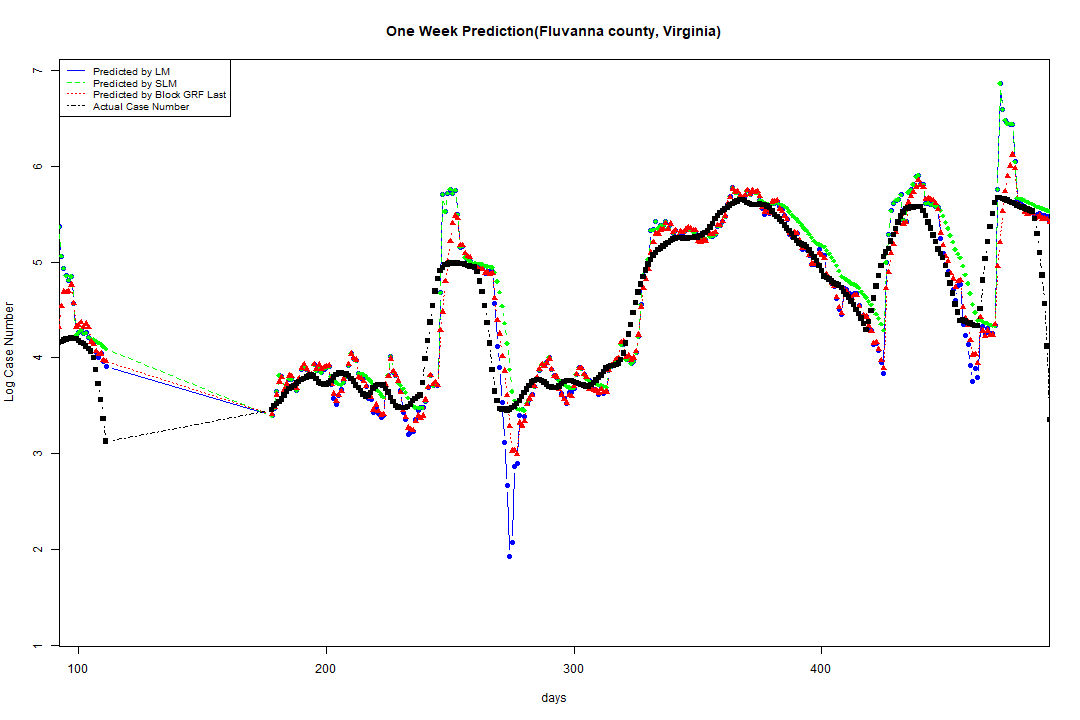 One Week Prediction(Fluvanna county, Virginia)
Predicted by LM
Predicted by SLM
Predicted by Block GRF Last
Actual Case Number
7
6
5
4
3
2
1
Log Case Number
100 200 300 400
days